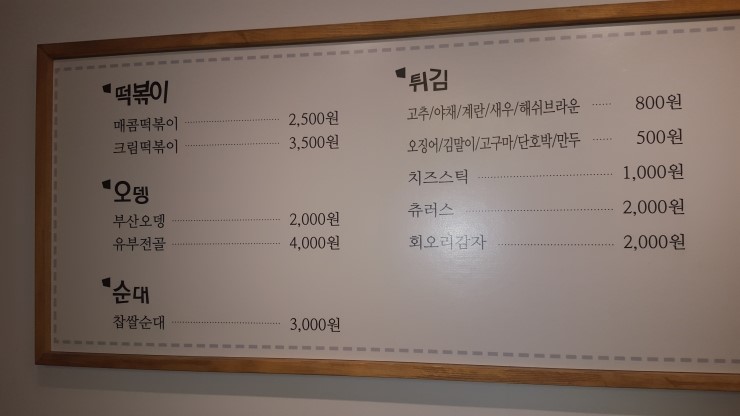 떡볶이
매콤떡볶이 2,500원
크림떡볶이 3,500원
오뎅
부산오뎅 2,000원
유부전골 4,000원
순대
찹쌀순대 3,000원
튀김
고추/야채/계란/새우/해쉬브라운 800원
오징어/김말이/고구마/단호박/만두 500원
치즈스틱 1,000원
츄러스 2,000원
회오리감자 2,000원